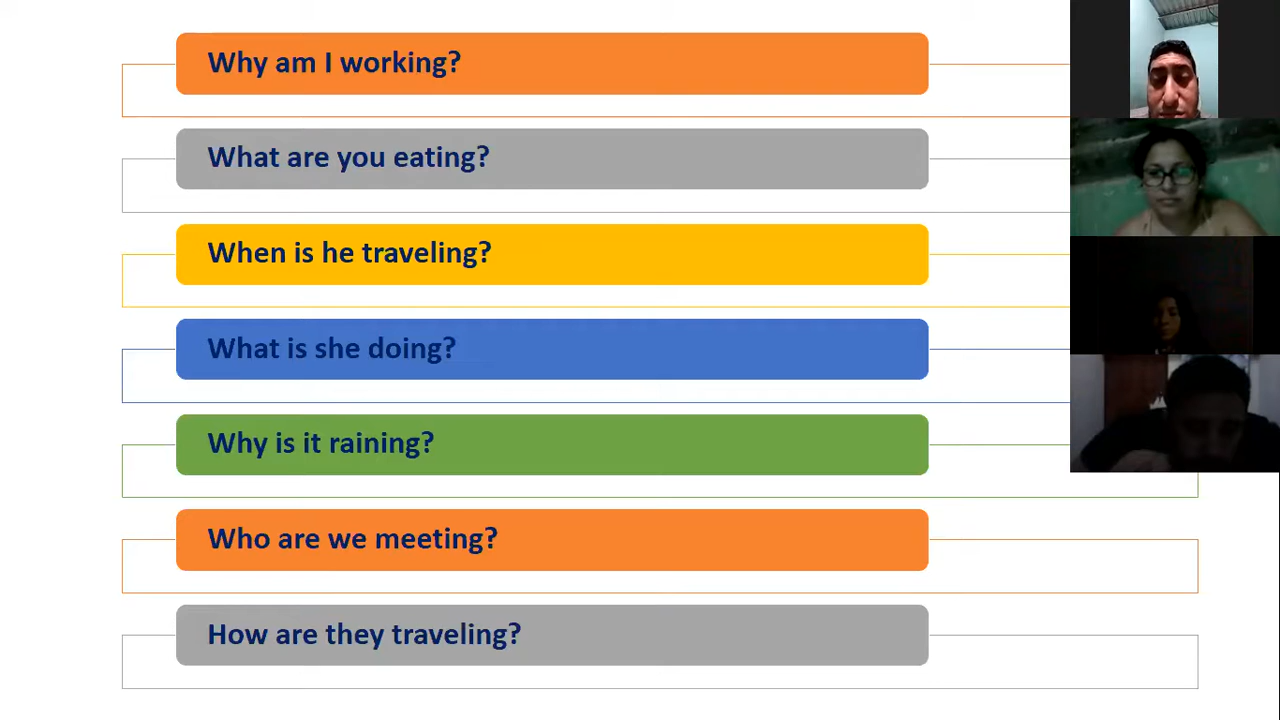 Why am I working?
What are you eating?
When is he traveling?
What is she doing?
Why is it raining?
Who are we meeting?
How are they traveling?